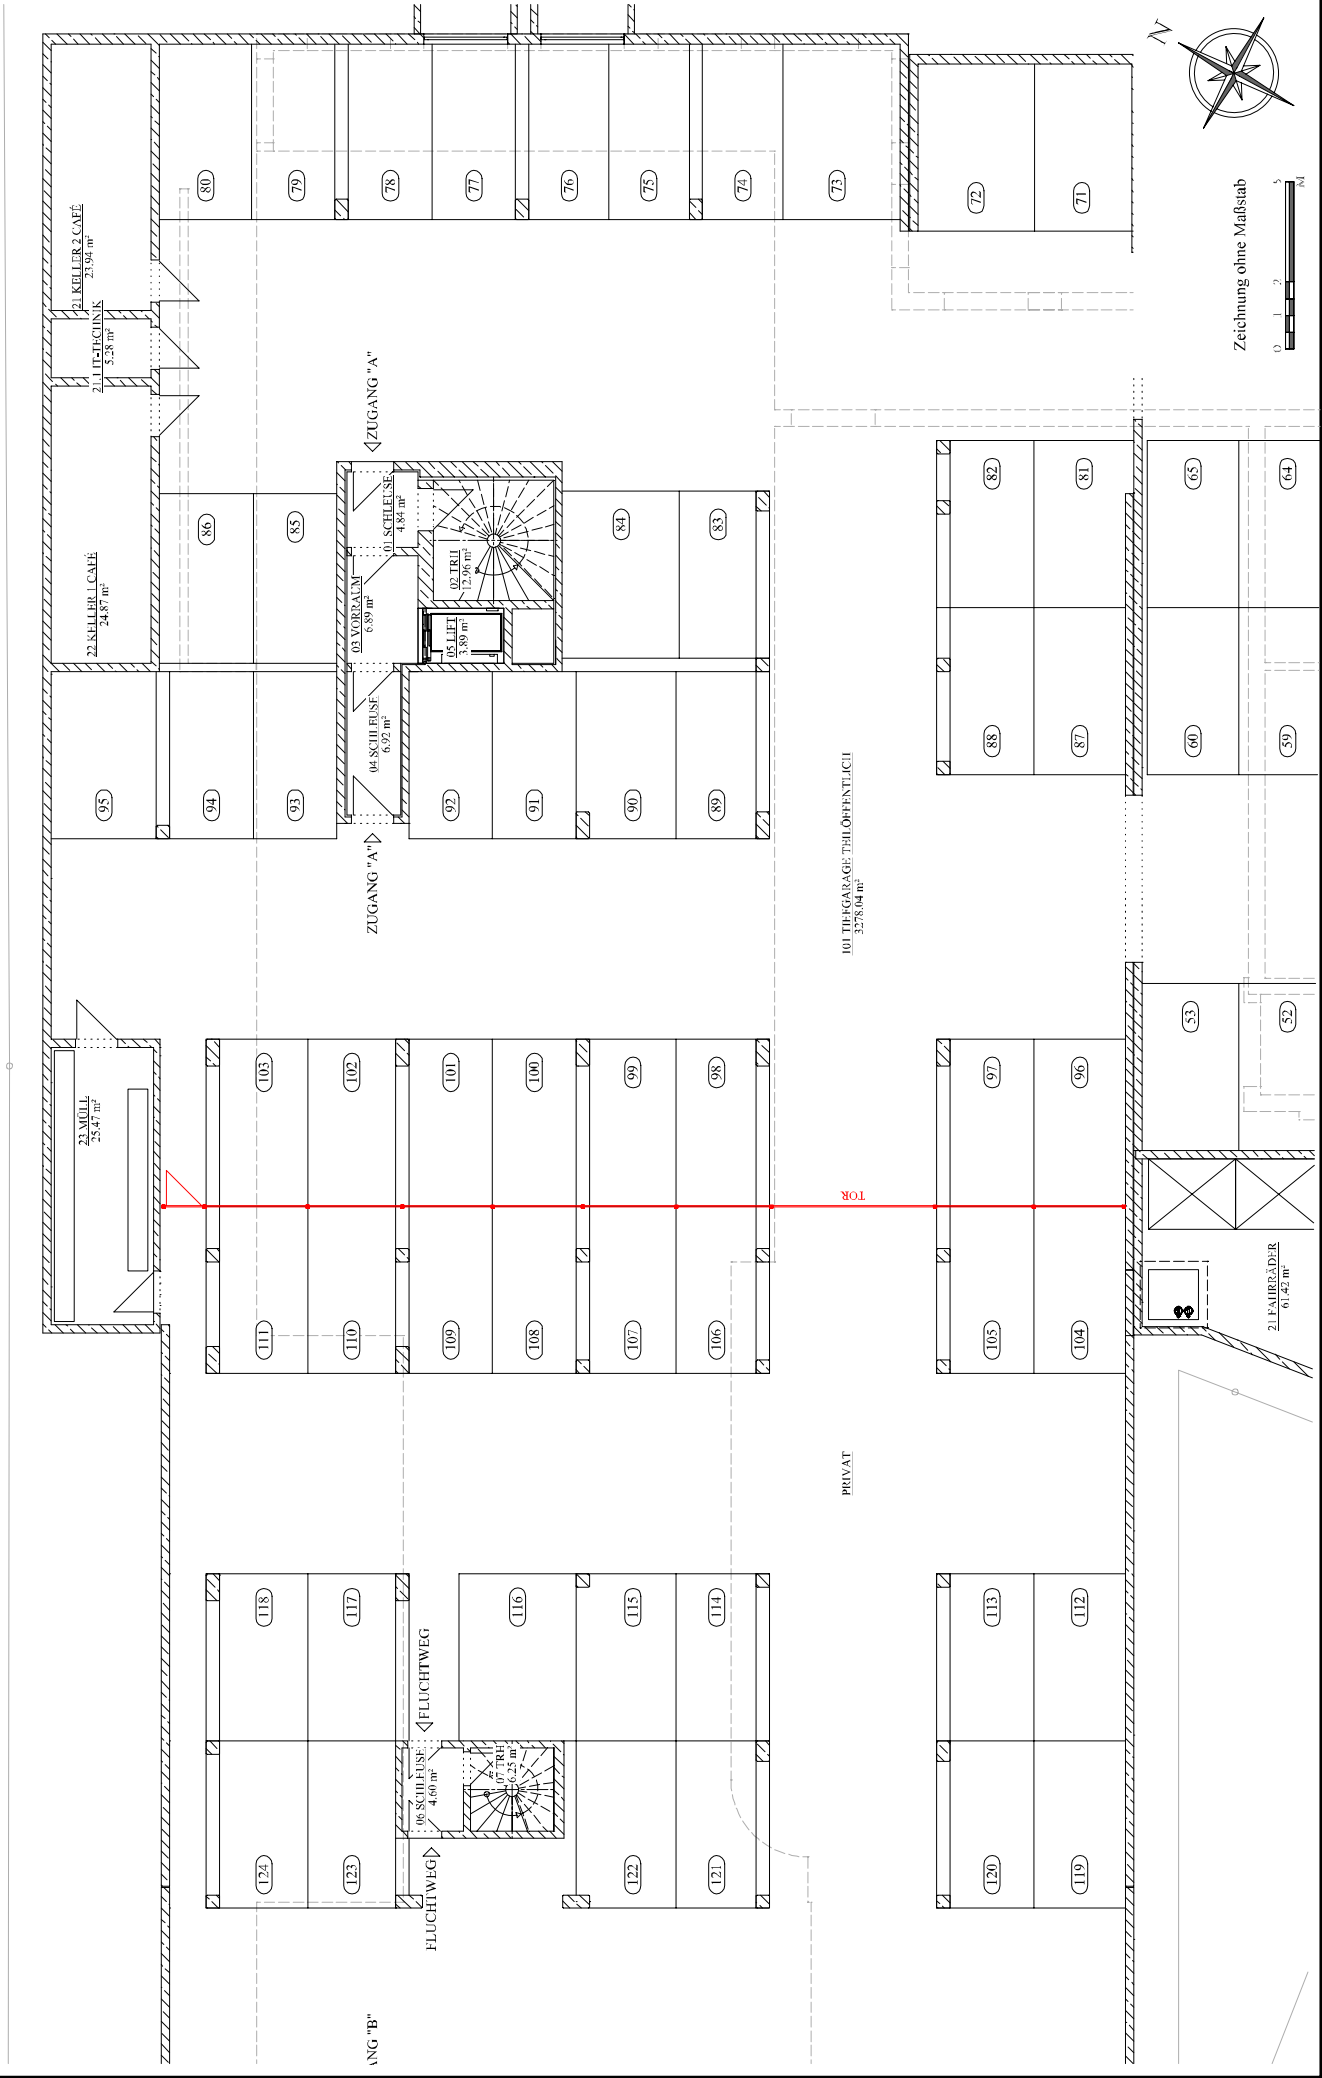 N
Zeichnung ohne Maßstab
0 1 2 5
M
80
79
78
77
76
75
74
73
72
71
21 KELLER 2 CAFÉ
23.94 m²
21.1 IT-TECHNIK
5.28 m²
22 KELLER 1 CAFÉ
24.87 m²
ZUGANG "A"
01 SCHLEUSE
4.84 m²
02 TRH
12.96 m²
03 VORRAUM
6.89 m²
05 LIFT
3.89 m²
04 SCHLEUSE
6.92 m²
ZUGANG "A"
86
85
84
83
82
81
65
64
95
94
93
92
91
90
89
88
87
60
59
101 TIEFGARAGE TEILÖFFENTLICH
3278.04 m²
23 MÜLL
25.47 m²
103
102
101
100
99
98
97
96
53
52
TOR
111
110
109
108
107
106
105
104
21 FAHRRÄDER
61.42 m²
PRIVAT
118
117
116
115
114
113
112
FLUCHTWEG
06 SCHLEUSE
4.60 m²
07 TRH
6.25 m²
FLUCHTWEG
124
123
122
121
120
119
ANG "B"